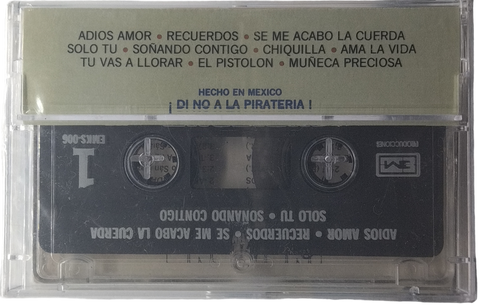 ADIOS AMOR • RECUERDOS • SE ME ACABO LA CUERDA
SOLO TU • SOÑANDO CONTIGO • CHIQUILLA • AMA LA VIDA
TU VAS A LLORAR • EL PISTOLON • MUÑECA PRECIOSA
HECHO EN MEXICO
¡ DI NO A LA PIRATERIA !
ADIOS AMOR • RECUERDOS • SE ME ACABO LA CUERDA
SOLO TU • SOÑANDO CONTIGO
PRODUCCIONES
1
EMKS-006